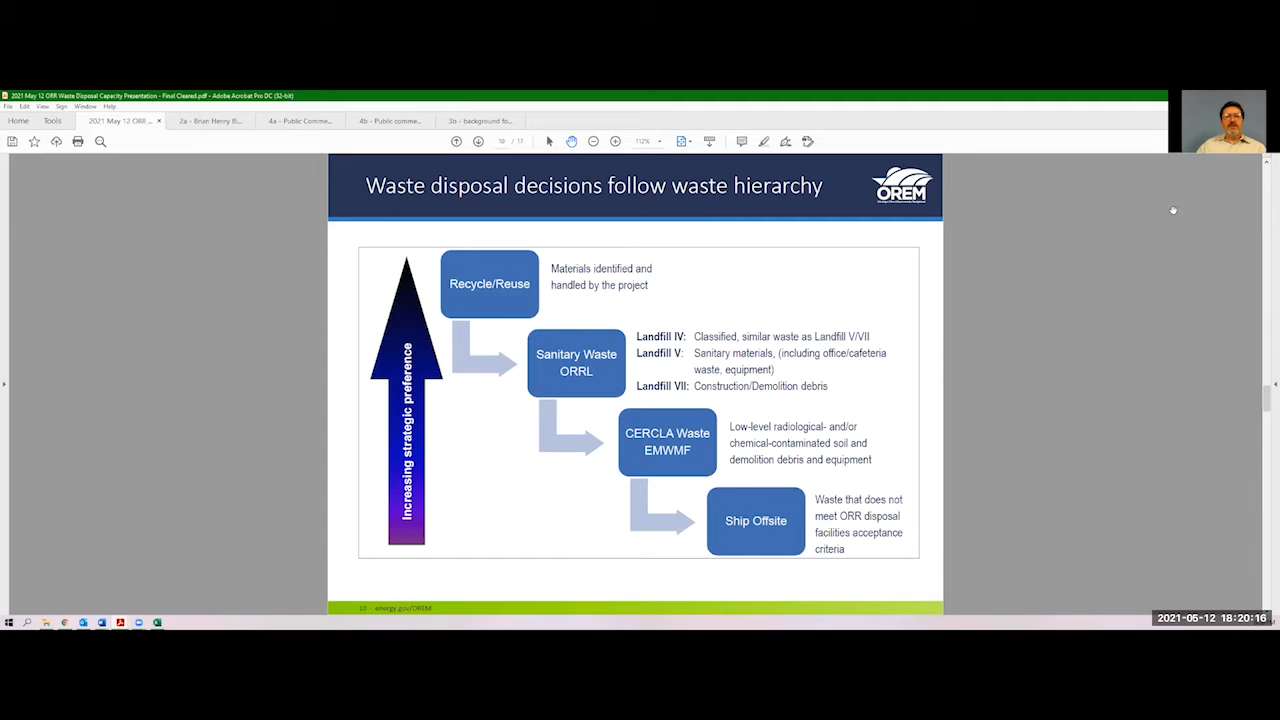 2021 May 12 ORR Waste Disposal Capacity Presentation - Final Cleared.pdf - Adobe Acrobat Pro DC (32-bit)
File Edit View Sign Window Help
Home Tools 2021 May 12 ORR ... × 2a - Brian Henry Bi... 4a - Public Comme... 4b - Public comme... 3b - background fo...
10 / 17 112%
Waste disposal decisions follow waste hierarchy
OREM
Increasing strategic preference
Recycle/Reuse
Materials identified and
handled by the project
Sanitary Waste
ORRL
Landfill IV: Classified, similar waste as Landfill V/VII
Landfill V: Sanitary materials, (including office/cafeteria
waste, equipment)
Landfill VII: Construction/Demolition debris
CERCLA Waste
EMWMF
Low-level radiological- and/or
chemical-contaminated soil and
demolition debris and equipment
Ship Offsite
Waste that does not
meet ORR disposal
facilities acceptance
criteria
10 energy.gov/OREM
2021-05-12 18:20:16